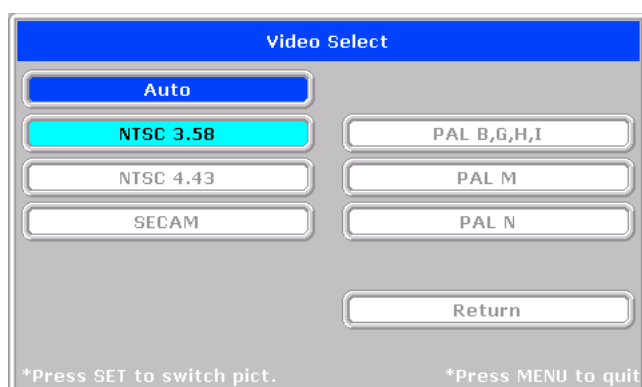 Video Select
Auto
NTSC 3.58
PAL B,G,H,I
NTSC 4.43
PAL M
SECAM
PAL N
Return
*Press SET to switch pict.
*Press MENU to quit